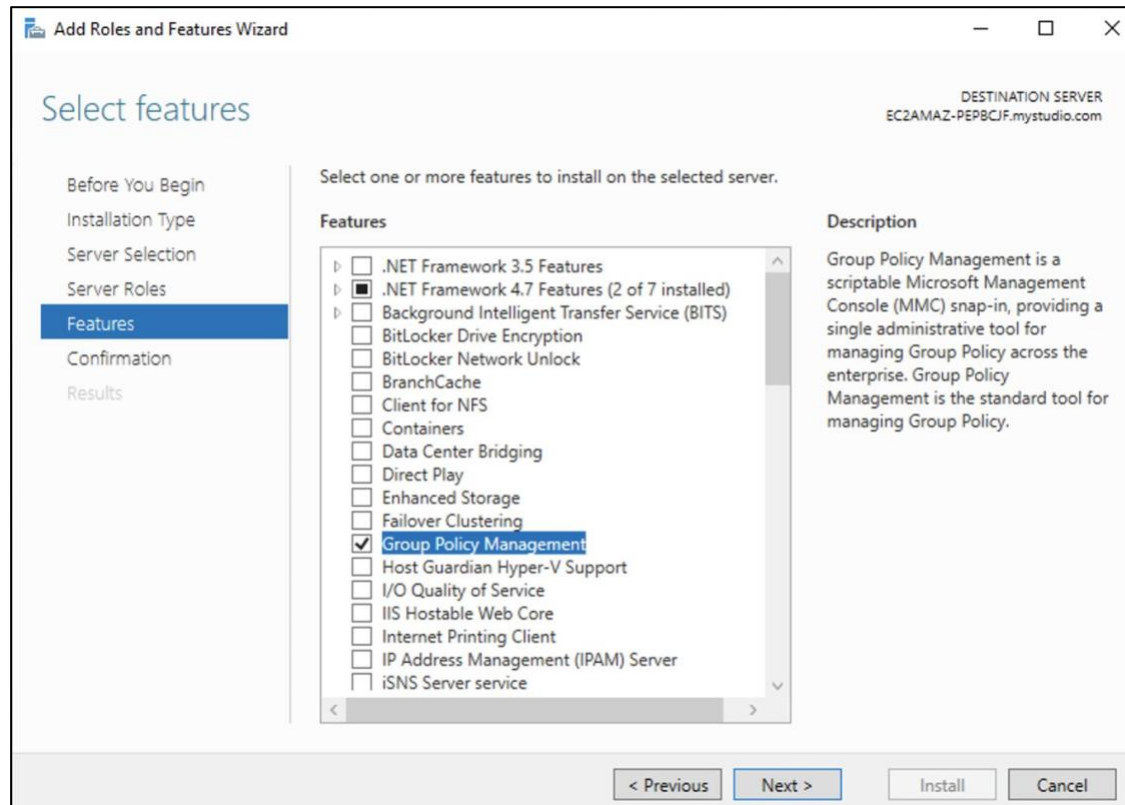 Add Roles and Features Wizard
Select features
DESTINATION SERVER
EC2AMAZ-PEPBCJF.mystudio.com
Before You Begin
Installation Type
Server Selection
Server Roles
Features
Confirmation
Results
Select one or more features to install on the selected server.
Features
.NET Framework 3.5 Features
.NET Framework 4.7 Features (2 of 7 installed)
Background Intelligent Transfer Service (BITS)
BitLocker Drive Encryption
BitLocker Network Unlock
BranchCache
Client for NFS
Containers
Data Center Bridging
Direct Play
Enhanced Storage
Failover Clustering
Group Policy Management
Host Guardian Hyper-V Support
I/O Quality of Service
IIS Hostable Web Core
Internet Printing Client
IP Address Management (IPAM) Server
iSNS Server service
Description
Group Policy Management is a
scriptable Microsoft Management
Console (MMC) snap-in, providing a
single administrative tool for
managing Group Policy across the
enterprise. Group Policy
Management is the standard tool for
managing Group Policy.
< Previous
Next >
Install
Cancel